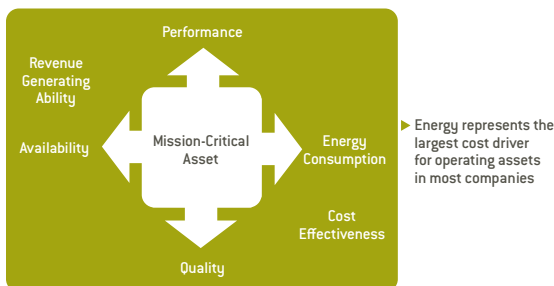 Performance
Revenue
Generating
Ability
Availability
Mission-Critical
Asset
Energy
Consumption
Cost
Effectiveness
Quality
Energy represents the
largest cost driver
for operating assets
in most companies